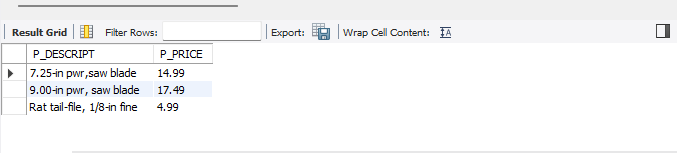 Result Grid Filter Rows: Export: Wrap Cell Content: IA
P_DESCRIPT P_PRICE
7.25-in pwr,saw blade 14.99
9.00-in pwr, saw blade 17.49
Rat tail-file, 1/8-in fine 4.99